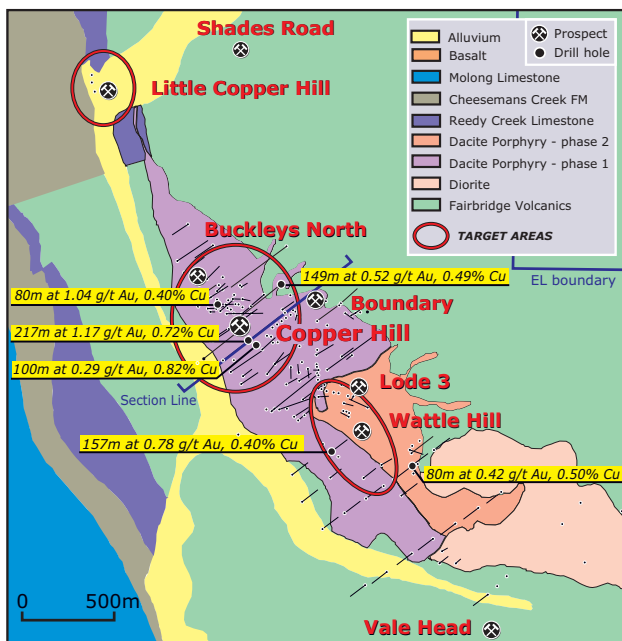 Shades Road
Little Copper Hill
Alluvium
Basalt
Molong Limestone
Cheesemans Creek FM
Reedy Creek Limestone
Dacite Porphyry - phase 2
Dacite Porphyry - phase 1
Diorite
Fairbridge Volcanics
TARGET AREAS
Prospect
Drill hole
Buckleys North
149m at 0.52 g/t Au, 0.49% Cu
EL boundary
80m at 1.04 g/t Au, 0.40% Cu
Boundary
217m at 1.17 g/t Au, 0.72% Cu
Copper Hill
100m at 0.29 g/t Au, 0.82% Cu
Section Line
Lode 3
Wattle Hill
157m at 0.78 g/t Au, 0.40% Cu
80m at 0.42 g/t Au, 0.50% Cu
0 500m
Vale Head